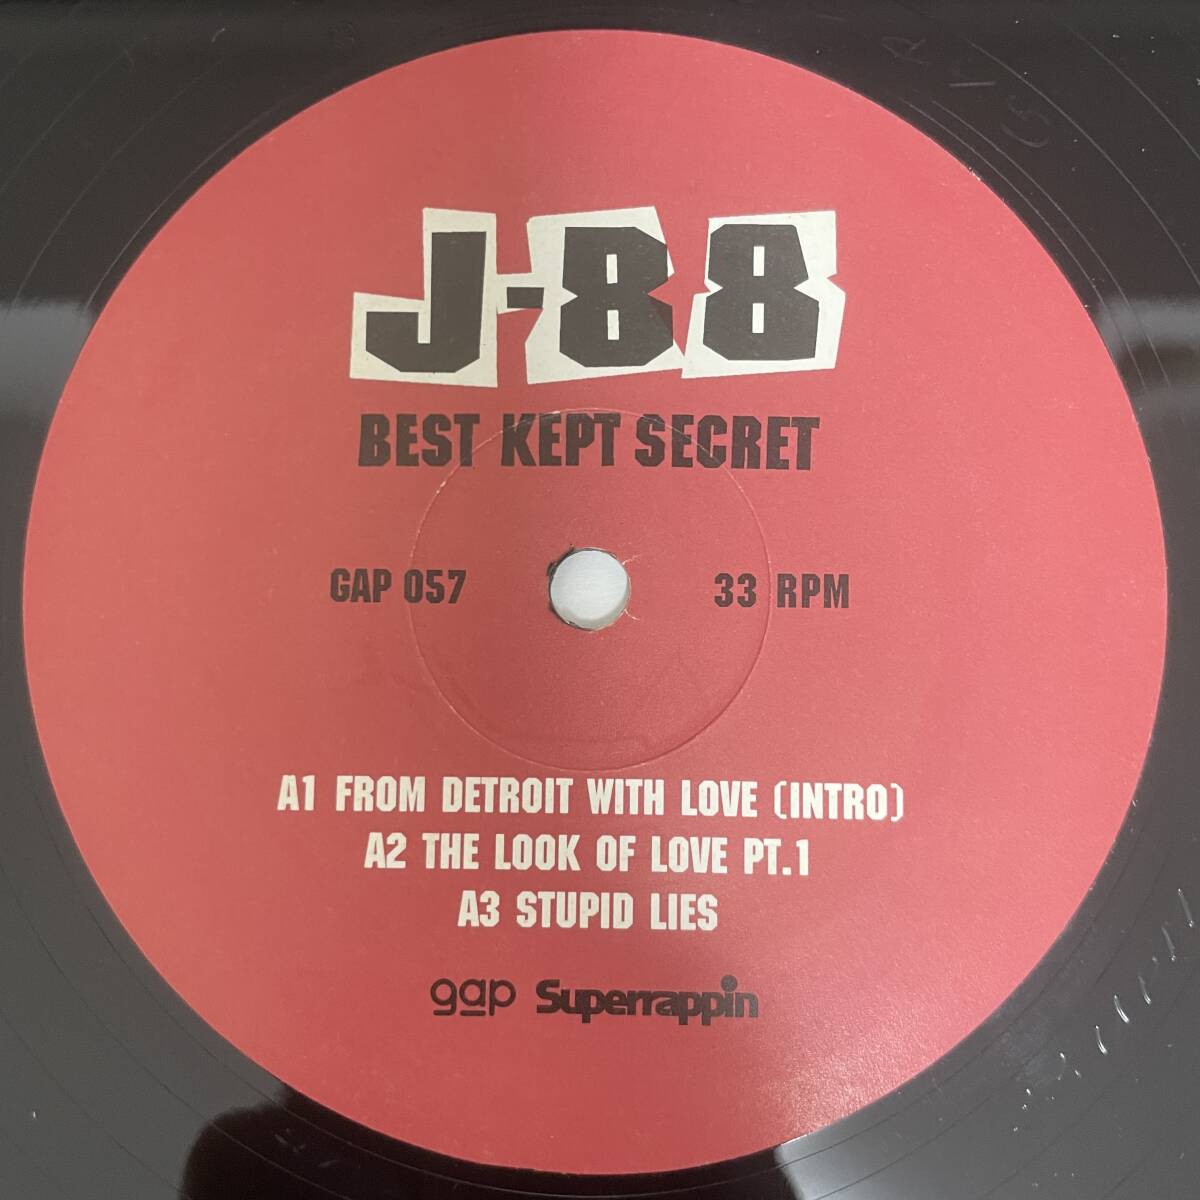 J-88
BEST KEPT SECRET
GAP 057 33 RPM
A1 FROM DETROIT WITH LOVE (INTRO)
A2 THE LOOK OF LOVE PT.1
A3 STUPID LIES
gap Superrappin